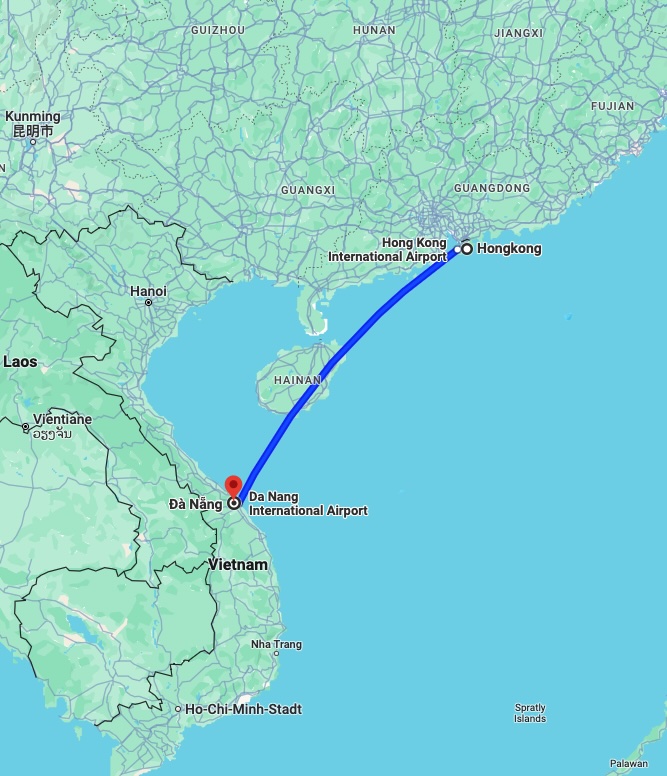 GUIZHOU
HUNAN
JIANGXI
FUJIAN
Kunming
昆明市
N
GUANGXI
GUANGDONG
Hong Kong
International Airport
Hongkong
Hanoi
Laos
HAINAN
Vientiane
ວຽງຈັນ
Đà Nẵng
Da Nang
International Airport
Vietnam
Nha Trang
Ho-Chi-Minh-Stadt
Spratly
Islands
Palawan